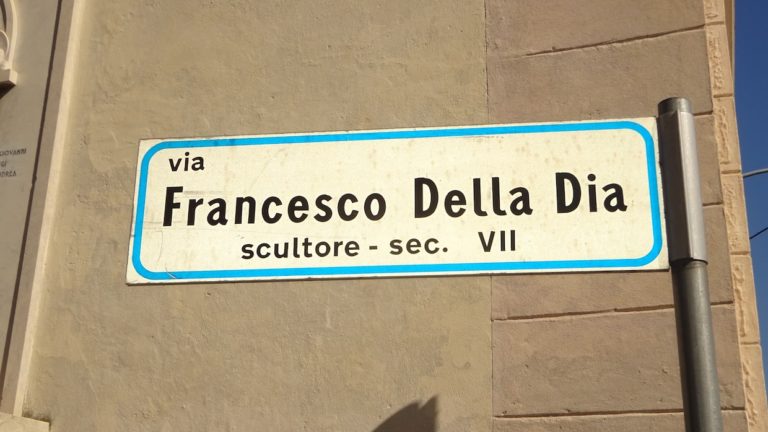 via
Francesco Della Dia
scultore - sec. VII